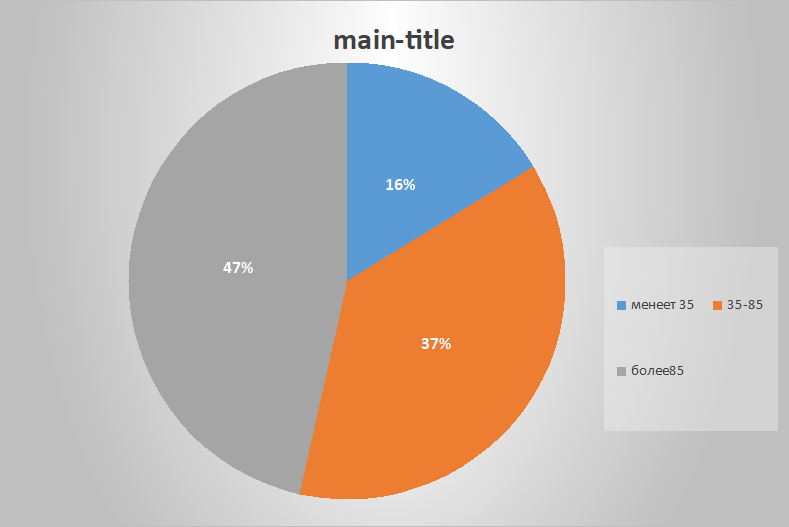 main-title
16%
47%
37%
менеет 35 35-85
более85